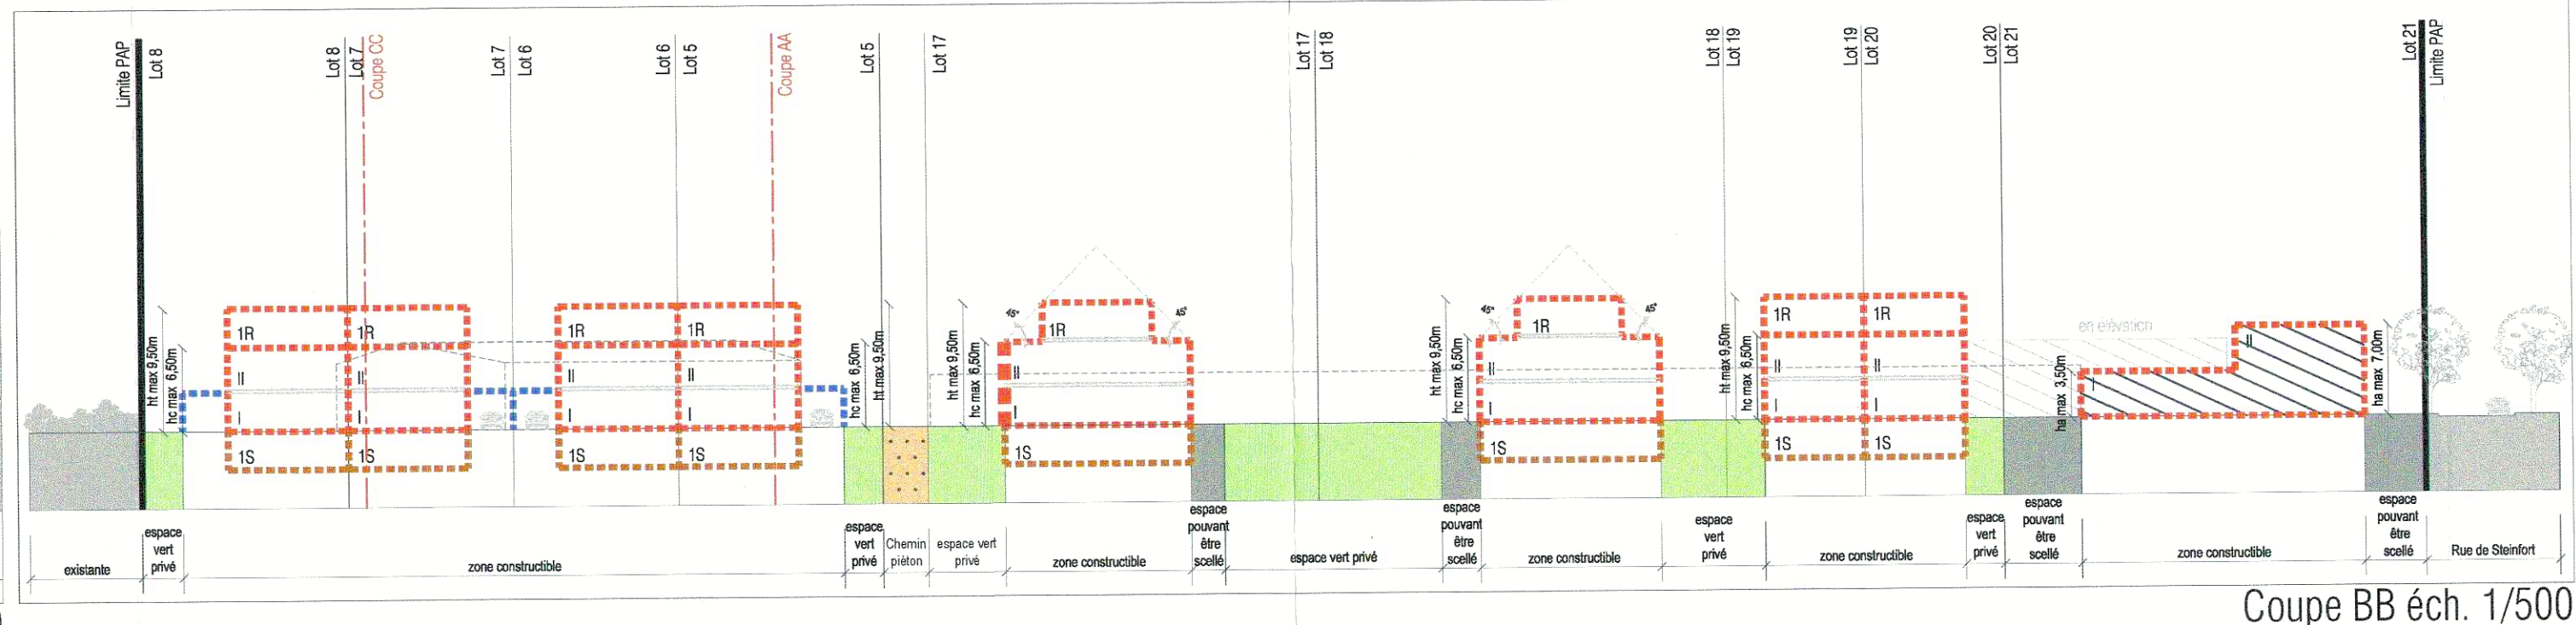 Limite PAP
Lot 8
Lot 8
Lot 7
Coupe CC
Lot 7
Lot 6
Lot 6
Lot 5
Coupe AA
Lot 5
Lot 17
Lot 17
Lot 18
Lot 18
Lot 19
Lot 19
Lot 20
Lot 20
Lot 21
Lot 21
Limite PAP
ht max 9,50m
hc max 6,50m
1R
1R
II
II
I
I
1S
1S
1R
1R
II
II
I
I
1S
1S
hc max 6,50m
ht max 9,50m
ht max 9,50m
hc max 6,50m
45°
45°
1R
II
I
1S
ht max 9,50m
hc max 6,50m
45°
45°
1R
II
I
1S
ht max 9,50m
hc max 6,50m
1R
1R
II
II
I
I
1S
1S
en élévation
ha max 3,50m
I
II
ha max 7,00m
existante
espace
vert
privé
zone constructible
espace
vert
privé
Chemin
piéton
espace vert
privé
zone constructible
espace
pouvant
être
scellé
espace vert privé
espace
pouvant
être
scellé
zone constructible
espace
vert
privé
zone constructible
espace
vert
privé
espace
pouvant
être
scellé
zone constructible
espace
pouvant
être
scellé
Rue de Steinfort
Coupe BB éch. 1/500